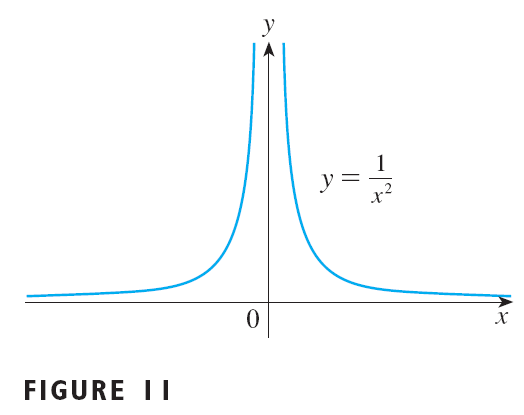 y
y = 1/x²
0
x
FIGURE 11